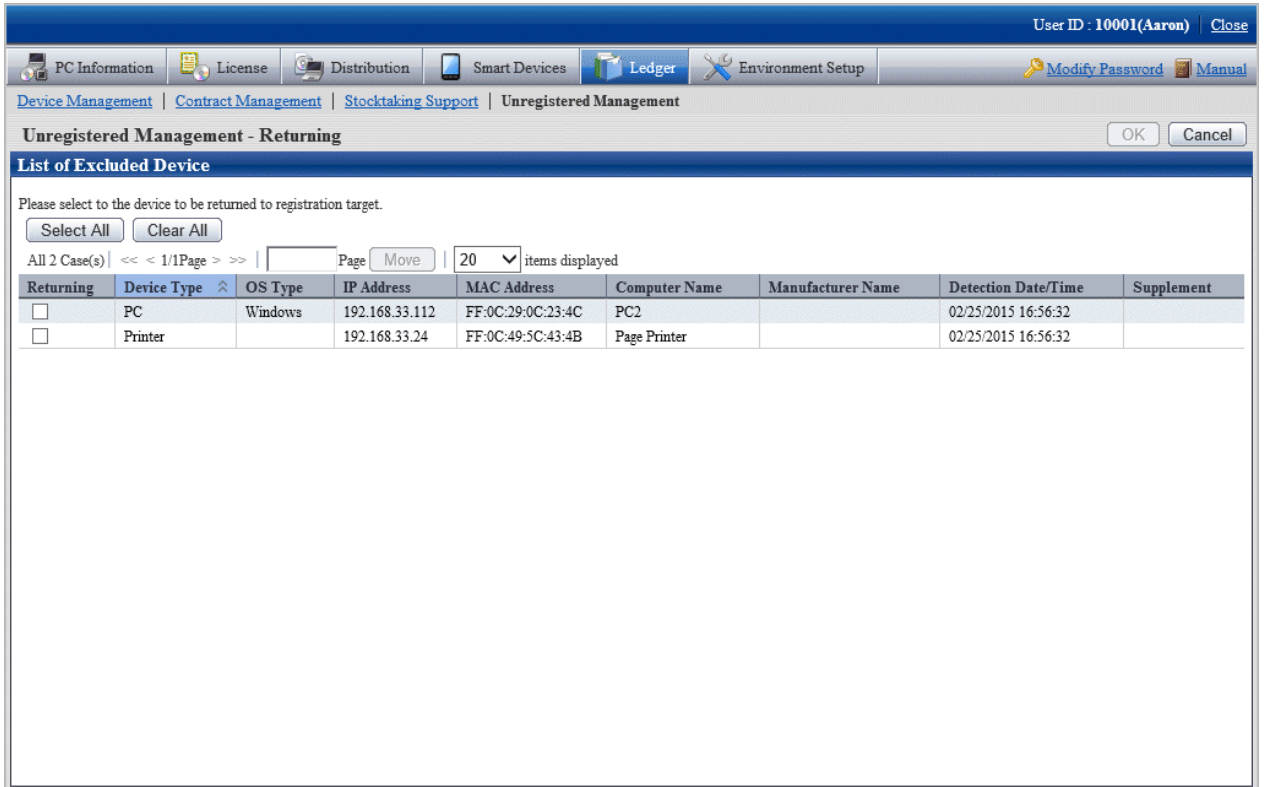 User ID : 10001(Aaron) Close
PC Information License Distribution Smart Devices Ledger Environment Setup Modify Password Manual
Device Management | Contract Management | Stocktaking Support | Unregistered Management
Unregistered Management - Returning OK Cancel
List of Excluded Device
Please select to the device to be returned to registration target.
Select All Clear All
All 2 Case(s) | << < 1/1Page > >> | Page Move | 20 items displayed
Returning Device Type OS Type IP Address MAC Address Computer Name Manufacturer Name Detection Date/Time Supplement
PC Windows 192.168.33.112 FF:0C:29:0C:23:4C PC2 02/25/2015 16:56:32
Printer 192.168.33.24 FF:0C:49:5C:43:4B Page Printer 02/25/2015 16:56:32